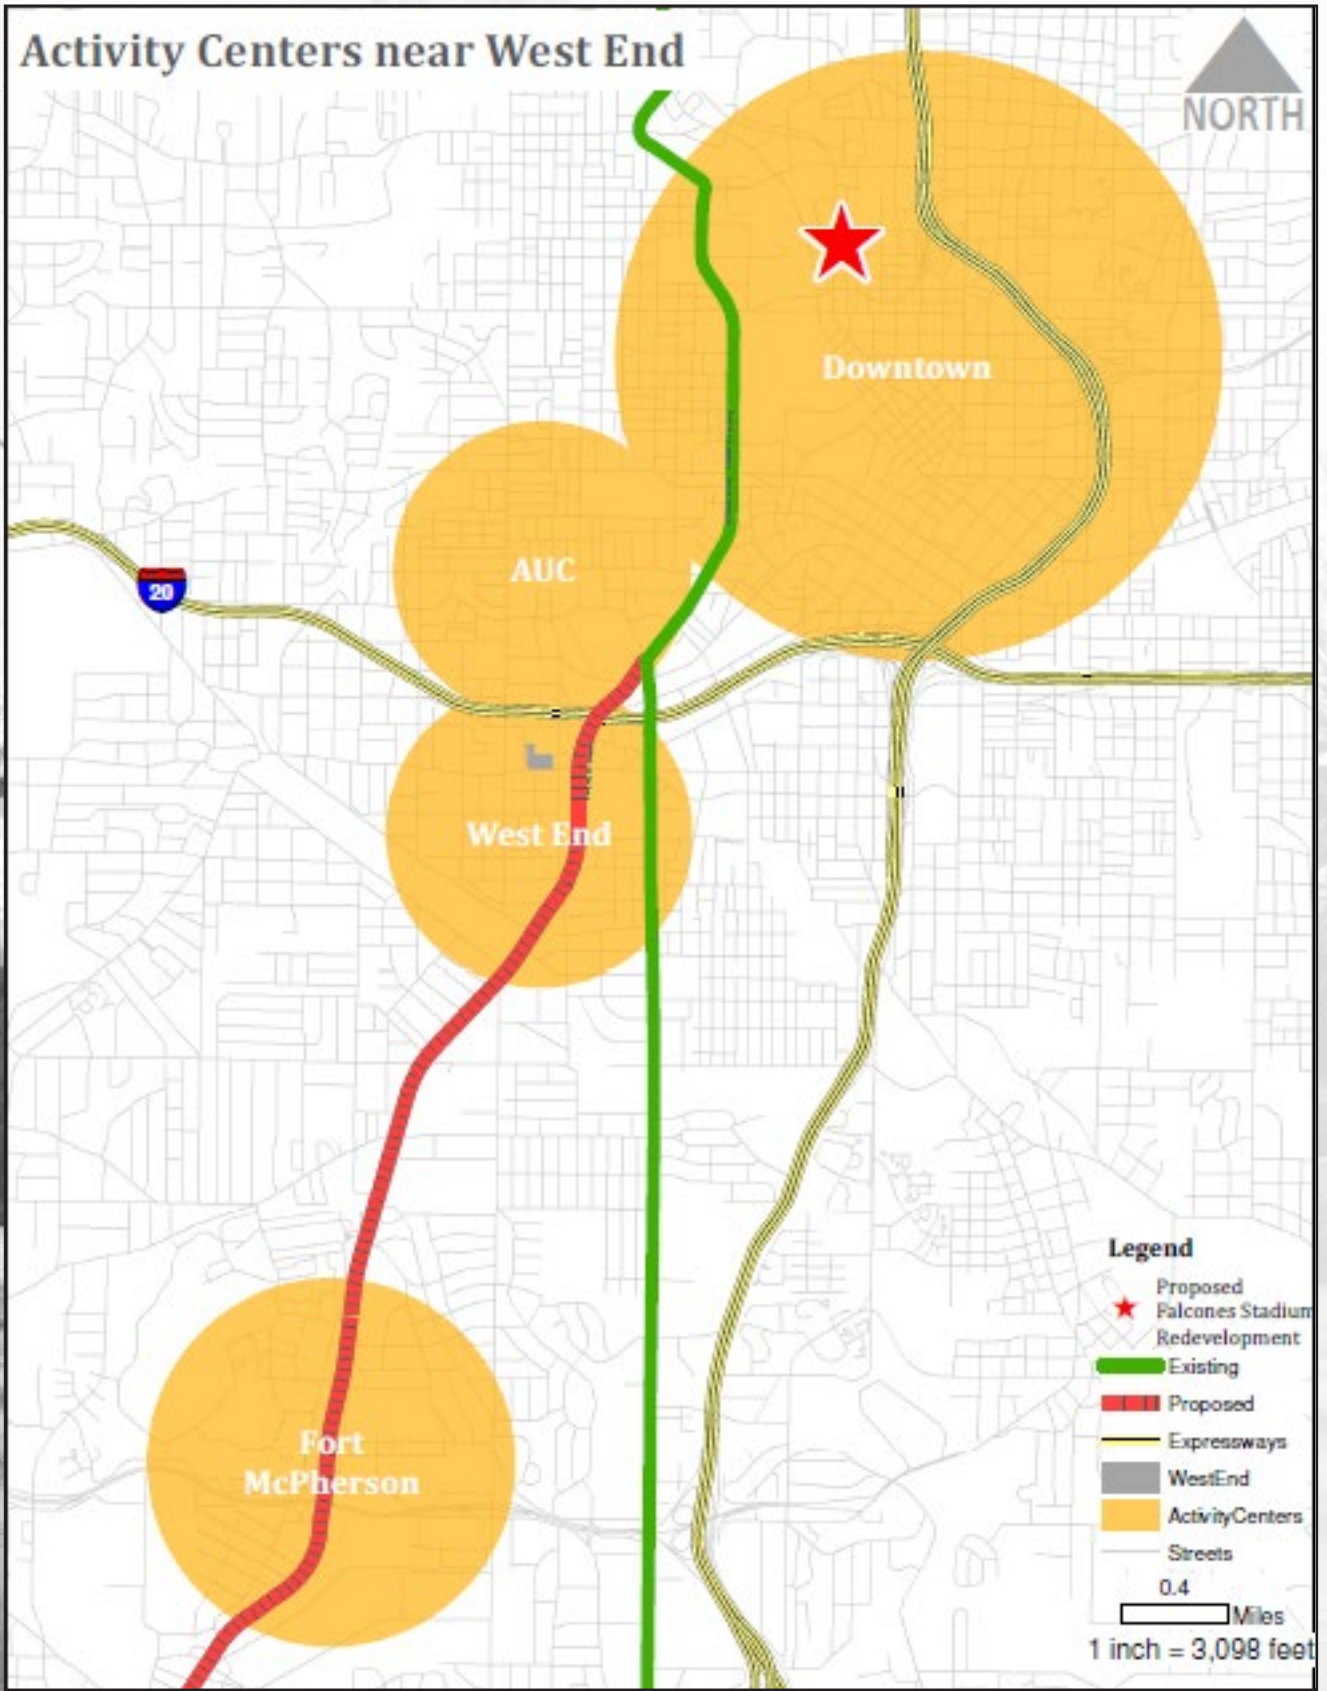 Activity Centers near West End
NORTH
Downtown
AUC
20
West End
Fort
McPherson
Legend
Proposed
Falcones Stadium
Redevelopment
Existing
Proposed
Expressways
WestEnd
ActivityCenters
Streets
0.4
Miles
1 inch = 3,098 feet